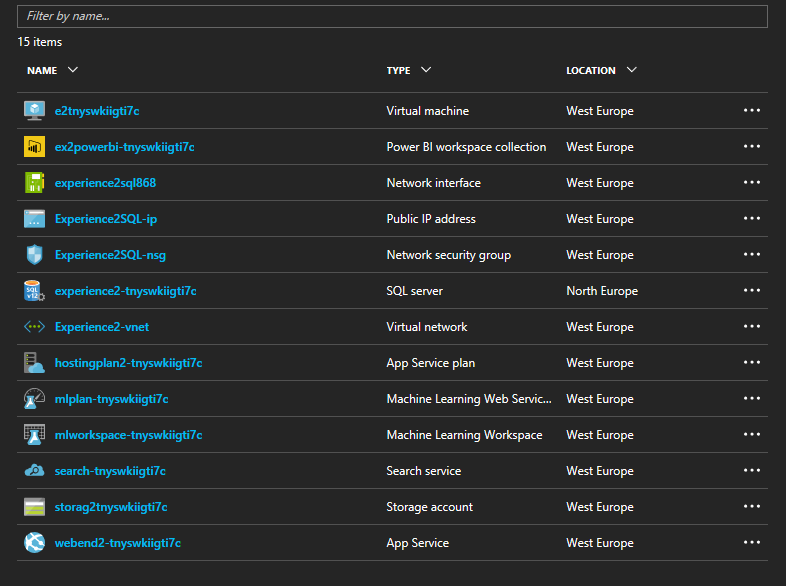 Filter by name...
15 items
NAME TYPE LOCATION
e2tnyswkiigti7c Virtual machine West Europe
ex2powerbi-tnyswkiigti7c Power BI workspace collection West Europe
experience2sql868 Network interface West Europe
Experience2SQL-ip Public IP address West Europe
Experience2SQL-nsg Network security group West Europe
SQL v12 experience2-tnyswkiigti7c SQL server North Europe
Experience2-vnet Virtual network West Europe
hostingplan2-tnyswkiigti7c App Service plan West Europe
mlplan-tnyswkiigti7c Machine Learning Web Servic... West Europe
mlworkspace-tnyswkiigti7c Machine Learning Workspace West Europe
search-tnyswkiigti7c Search service West Europe
storag2tnyswkiigti7c Storage account West Europe
webend2-tnyswkiigti7c App Service West Europe